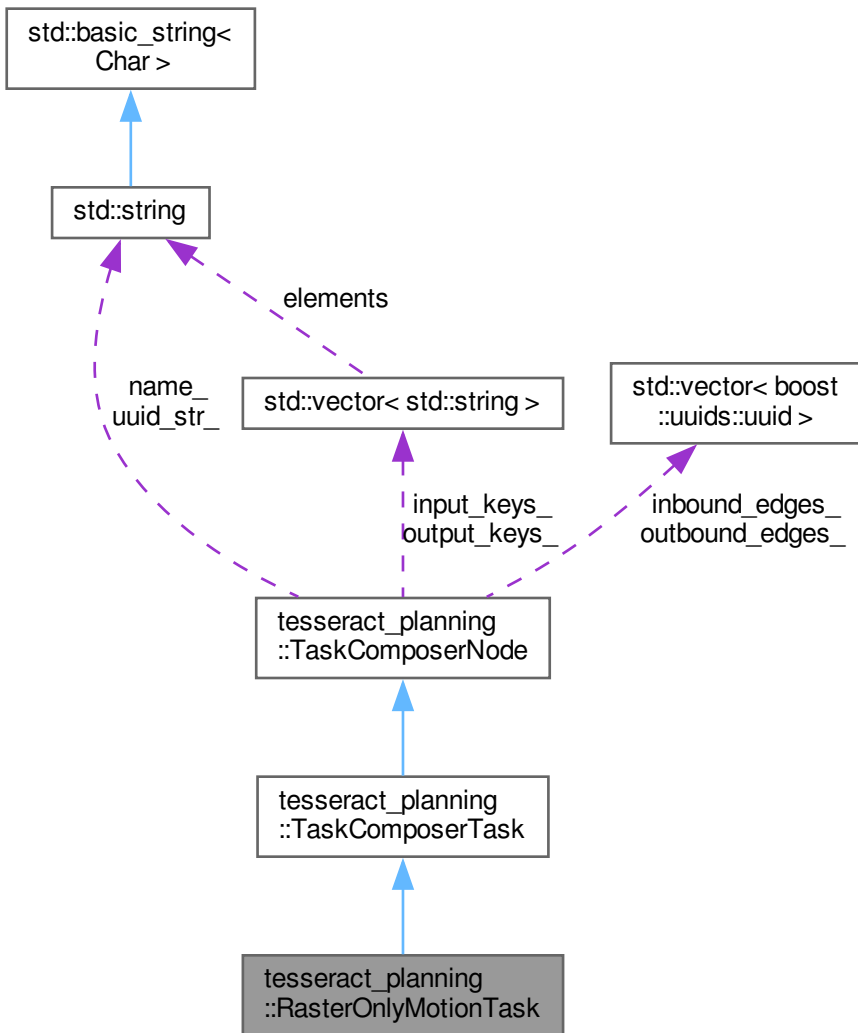 std::basic_string<
Char >
std::string
elements
name_
uuid_str_
std::vector< std::string >
std::vector< boost
::uuids::uuid >
input_keys_
output_keys_
inbound_edges_
outbound_edges_
tesseract_planning
::TaskComposerNode
tesseract_planning
::TaskComposerTask
tesseract_planning
::RasterOnlyMotionTask